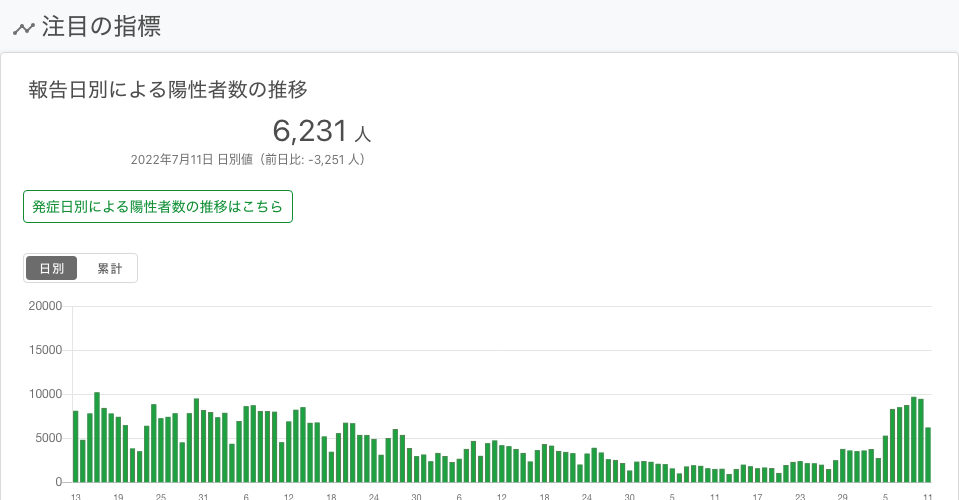 注目の指標
報告日別による陽性者数の推移
6,231 人
2022年7月11日 日別値（前日比: -3,251 人）
発症日別による陽性者数の推移はこちら
日別 累計
20000
15000
10000
5000
0
13 19 25 31 6 12 18 24 30 6 12 18 24 30 5 11 17 23 29 5 11